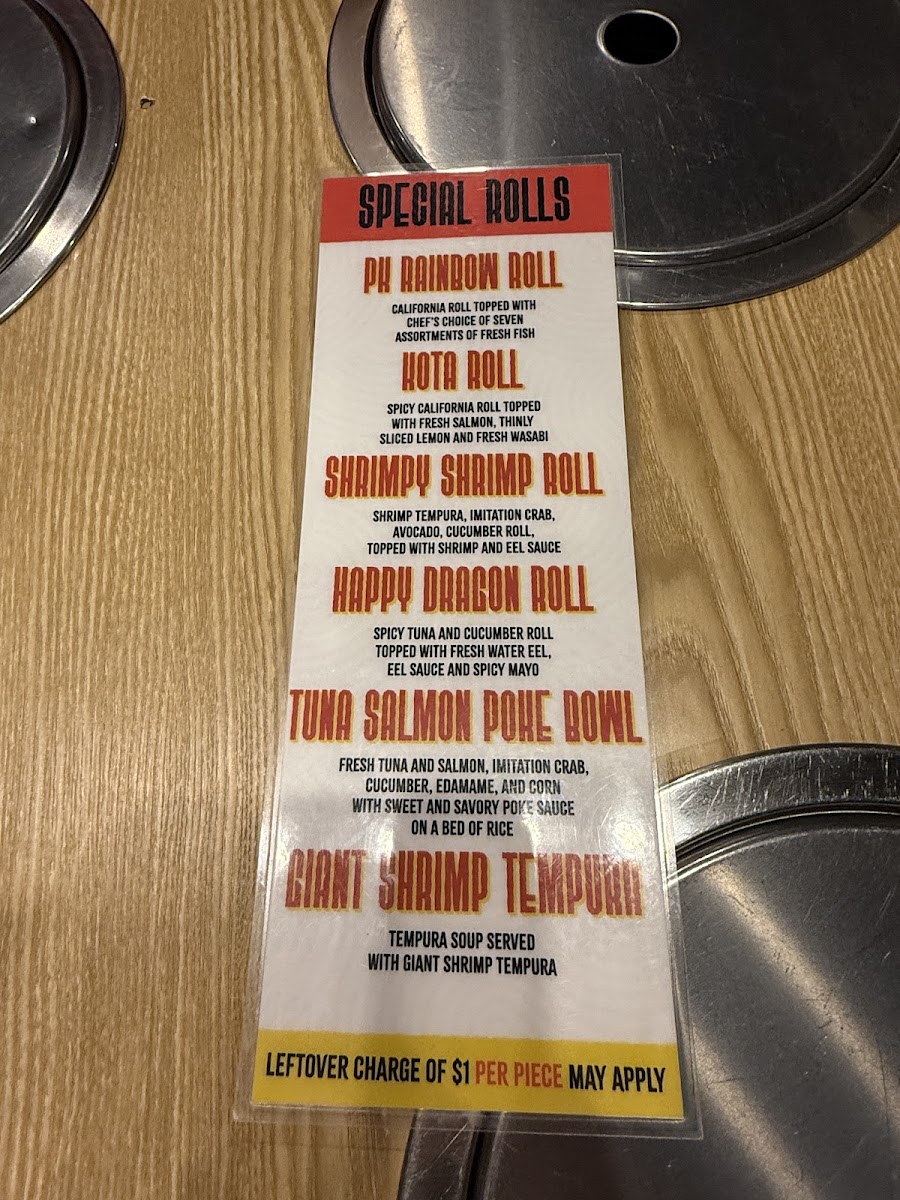 SPECIAL ROLLS
PK RAINBOW ROLL
CALIFORNIA ROLL TOPPED WITH
CHEF'S CHOICE OF SEVEN
ASSORTMENTS OF FRESH FISH
KOTA ROLL
SPICY CALIFORNIA ROLL TOPPED
WITH FRESH SALMON, THINLY
SLICED LEMON AND FRESH WASABI
SHRIMPY SHRIMP ROLL
SHRIMP TEMPURA, IMITATION CRAB,
AVOCADO, CUCUMBER ROLL,
TOPPED WITH SHRIMP AND EEL SAUCE
HAPPY DRAGON ROLL
SPICY TUNA AND CUCUMBER ROLL
TOPPED WITH FRESH WATER EEL,
EEL SAUCE AND SPICY MAYO
TUNA SALMON POKE BOWL
FRESH TUNA AND SALMON, IMITATION CRAB,
CUCUMBER, EDAMAME, AND CORN
WITH SWEET AND SAVORY POKE SAUCE
ON A BED OF RICE
GIANT SHRIMP TEMPURA
TEMPURA SOUP SERVED
WITH GIANT SHRIMP TEMPURA
LEFTOVER CHARGE OF $1 PER PIECE MAY APPLY